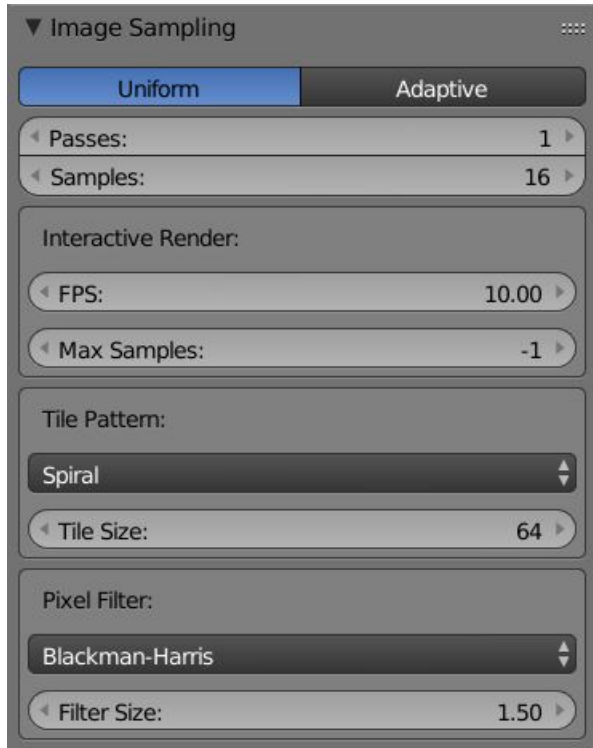 Image Sampling
Uniform Adaptive
Passes: 1
Samples: 16
Interactive Render:
FPS: 10.00
Max Samples: -1
Tile Pattern:
Spiral
Tile Size: 64
Pixel Filter:
Blackman-Harris
Filter Size: 1.50